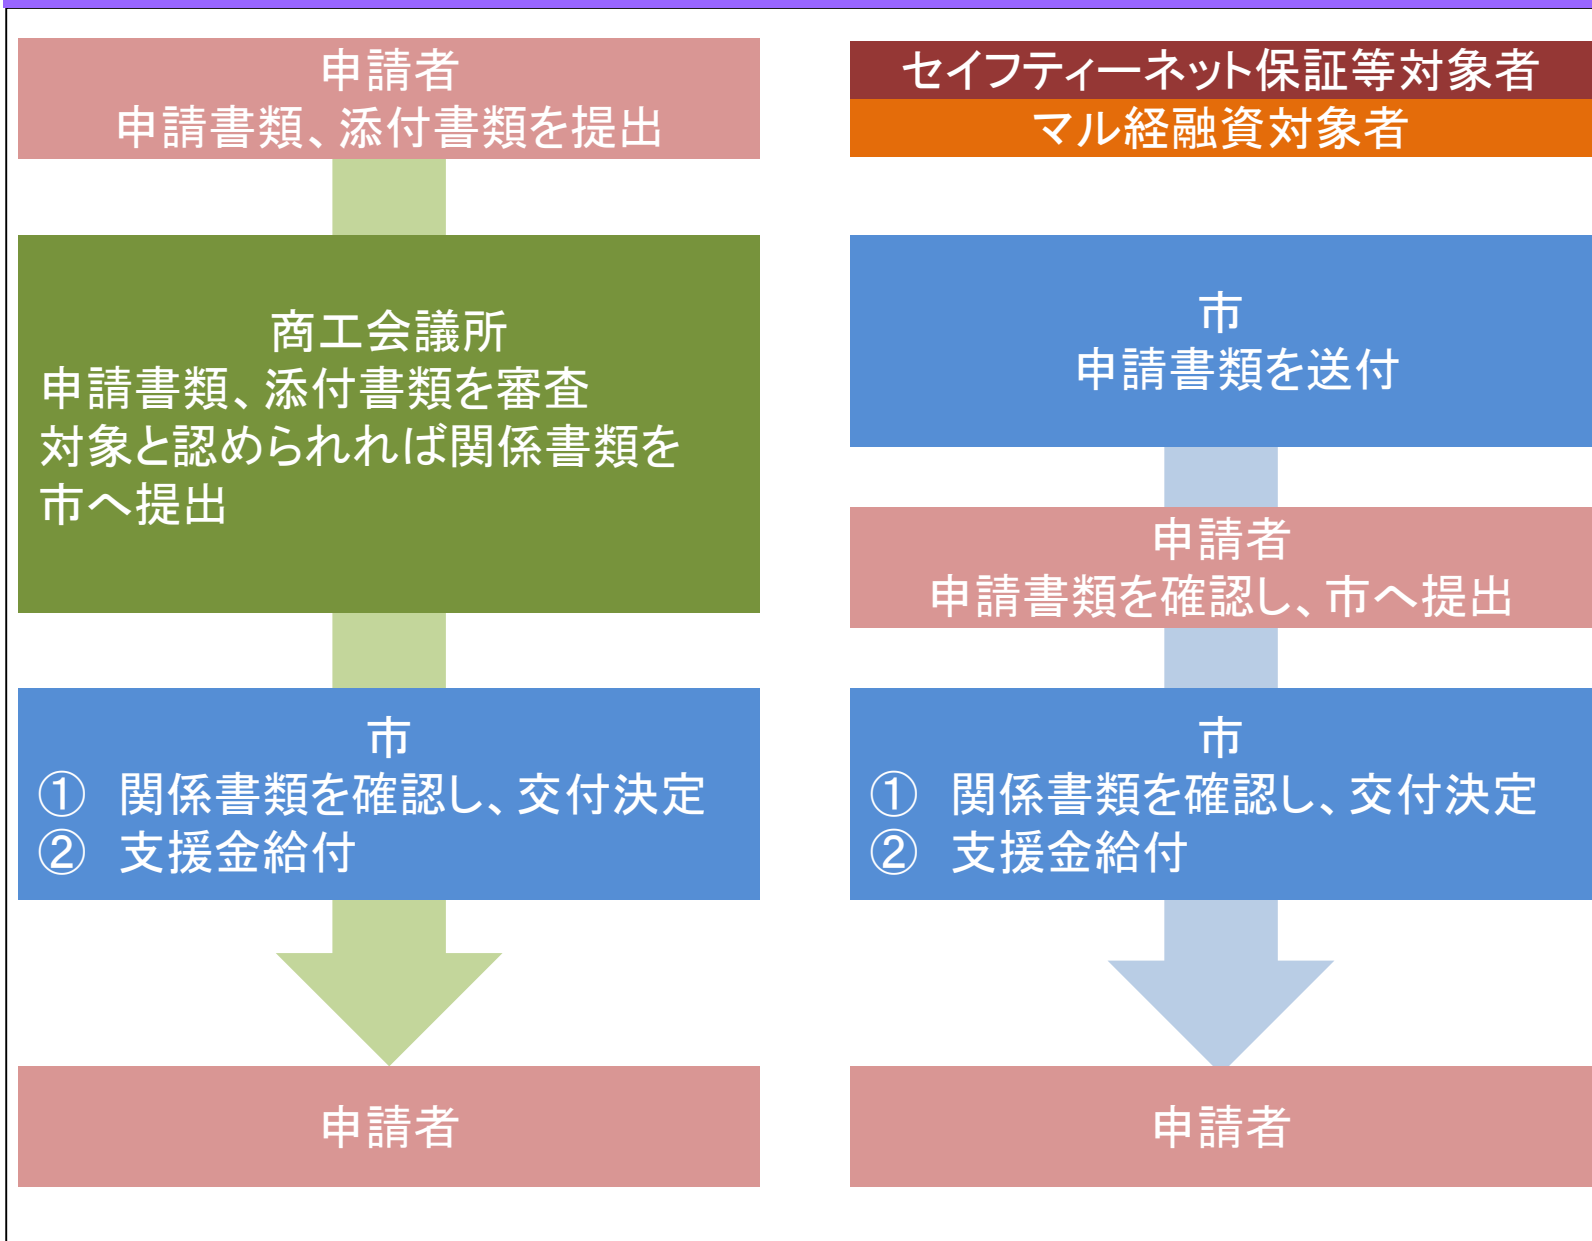 申請者
申請書類、添付書類を提出
商工会議所
申請書類、添付書類を審査
対象と認められれば関係書類を
市へ提出
市
① 関係書類を確認し、交付決定
② 支援金給付
申請者
セイフティーネット保証等対象者
マル経融資対象者
市
申請書類を送付
申請者
申請書類を確認し、市へ提出
市
① 関係書類を確認し、交付決定
② 支援金給付
申請者